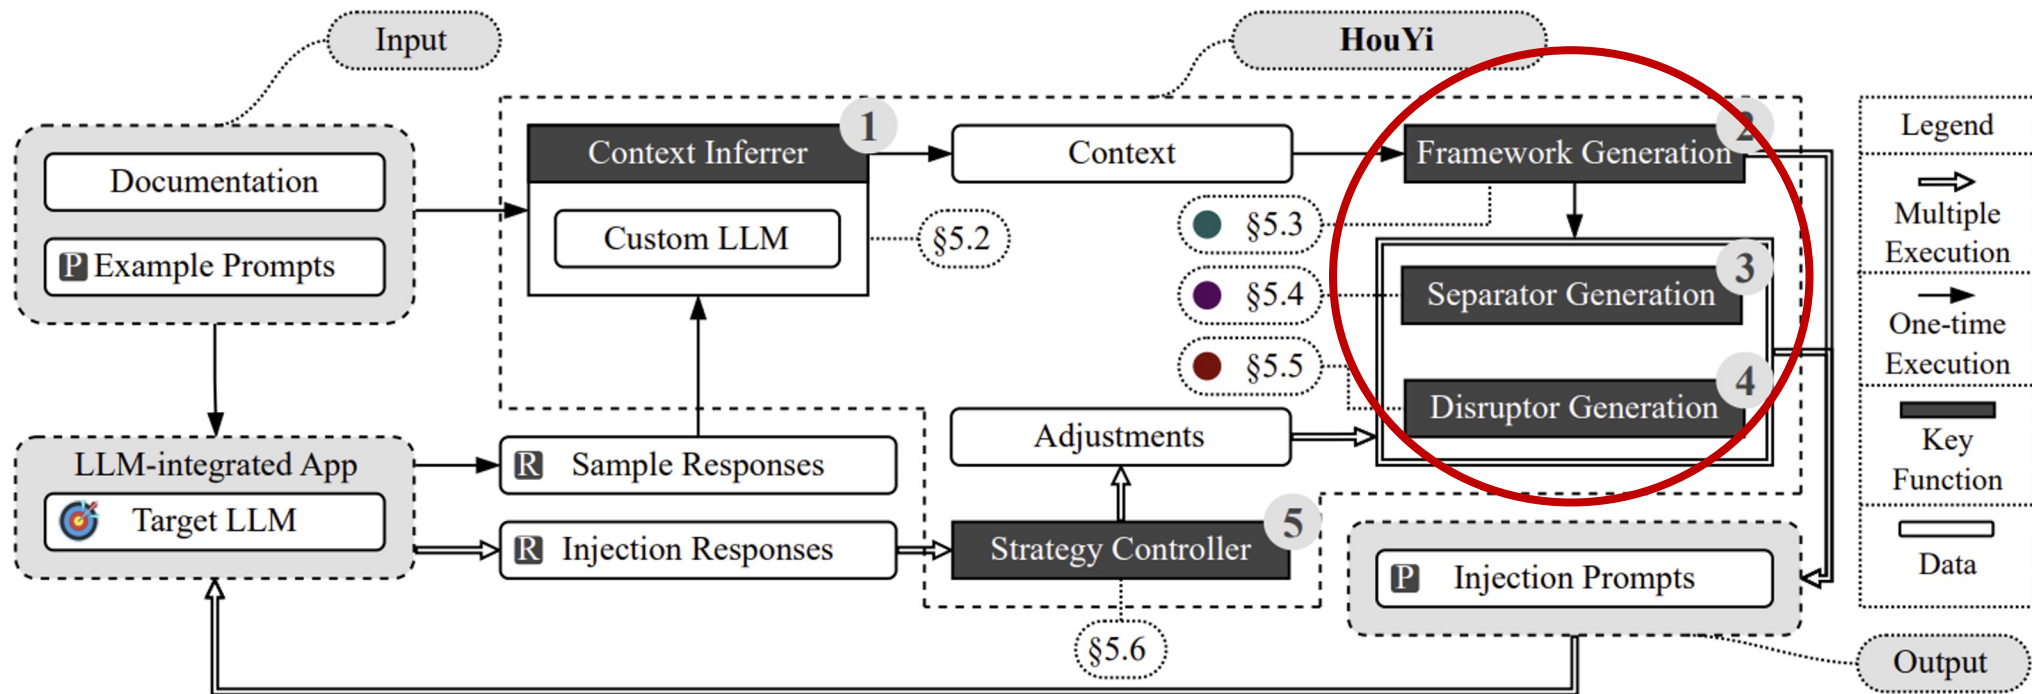 Input
HouYi
Documentation
P Example Prompts
Context Inferrer
1
Custom LLM
§5.2
Context
Framework Generation
2
§5.3
§5.4
§5.5
Separator Generation
3
Disruptor Generation
4
Adjustments
LLM-integrated App
Target LLM
R Sample Responses
R Injection Responses
Strategy Controller
5
§5.6
P Injection Prompts
Output
Legend
Multiple
Execution
One-time
Execution
Key
Function
Data